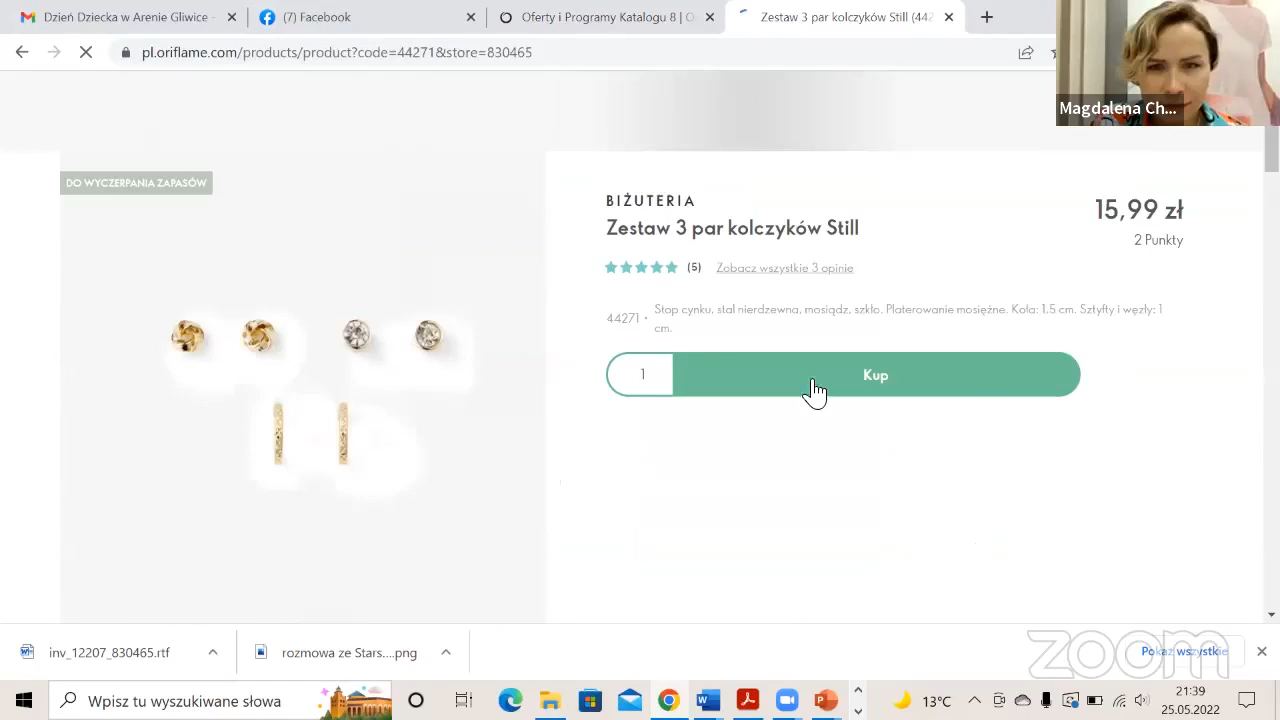 Dziewczyny w Arenie Gliwice -
(7) Facebook
Oferty i Programy Katalogu 8 | O
Zestaw 3 par kolczyków Still (442
pl.oriflame.com/products/product?code=44271&store=830465
Magdalena Ch...
DO WYCZERPANIA ZAPASÓW
BIŻUTERIA
Zestaw 3 par kolczyków Still
15,99 zł
2 Punkty
(5) Zobacz wszystkie 3 opinie
44271 • Stop cynku, stal nierdzewna, mosiądz, szkło. Platerowanie mosiężne. Koła: 1.5 cm. Sztyfty i węzły: 1
cm.
1
Kup
inv_12207_830465.rtf
rozmowa ze Stars....png
Pokaż wszystkie
zoom
Wpisz tu wyszukiwane słowa
13°C
21:39
25.05.2022